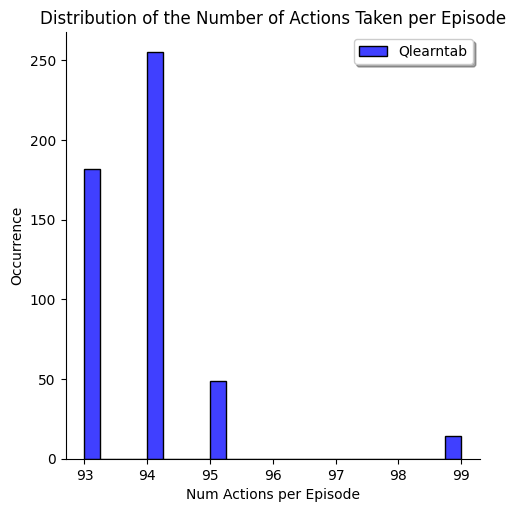 Distribution of the Number of Actions Taken per Episode
Qlearntab
250
200
150
100
50
0
Occurrence
93 94 95 96 97 98 99
Num Actions per Episode